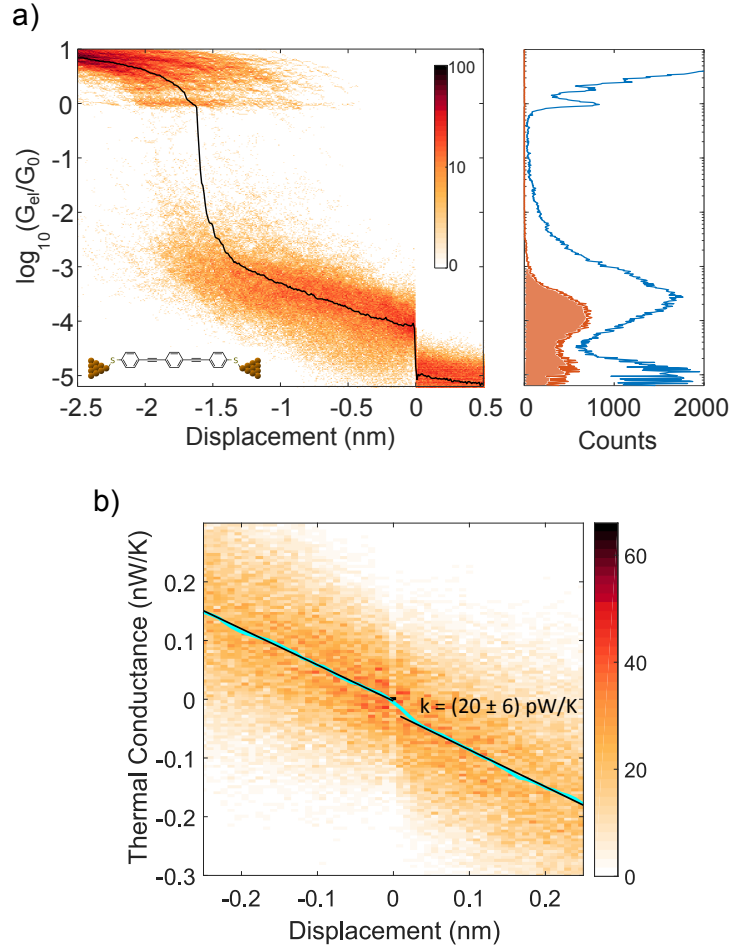 a)
log10(Gel/G0)
1
0
-1
-2
-3
-4
-5
100
10
0
S
S
-2.5 -2 -1.5 -1 -0.5 0 0.5
Displacement (nm)
0 1000 2000
Counts
b)
Thermal Conductance (nW/K)
0.2
0.1
0
-0.1
-0.2
-0.3
k = (20 ± 6) pW/K
60
40
20
0
-0.2 -0.1 0 0.1 0.2
Displacement (nm)